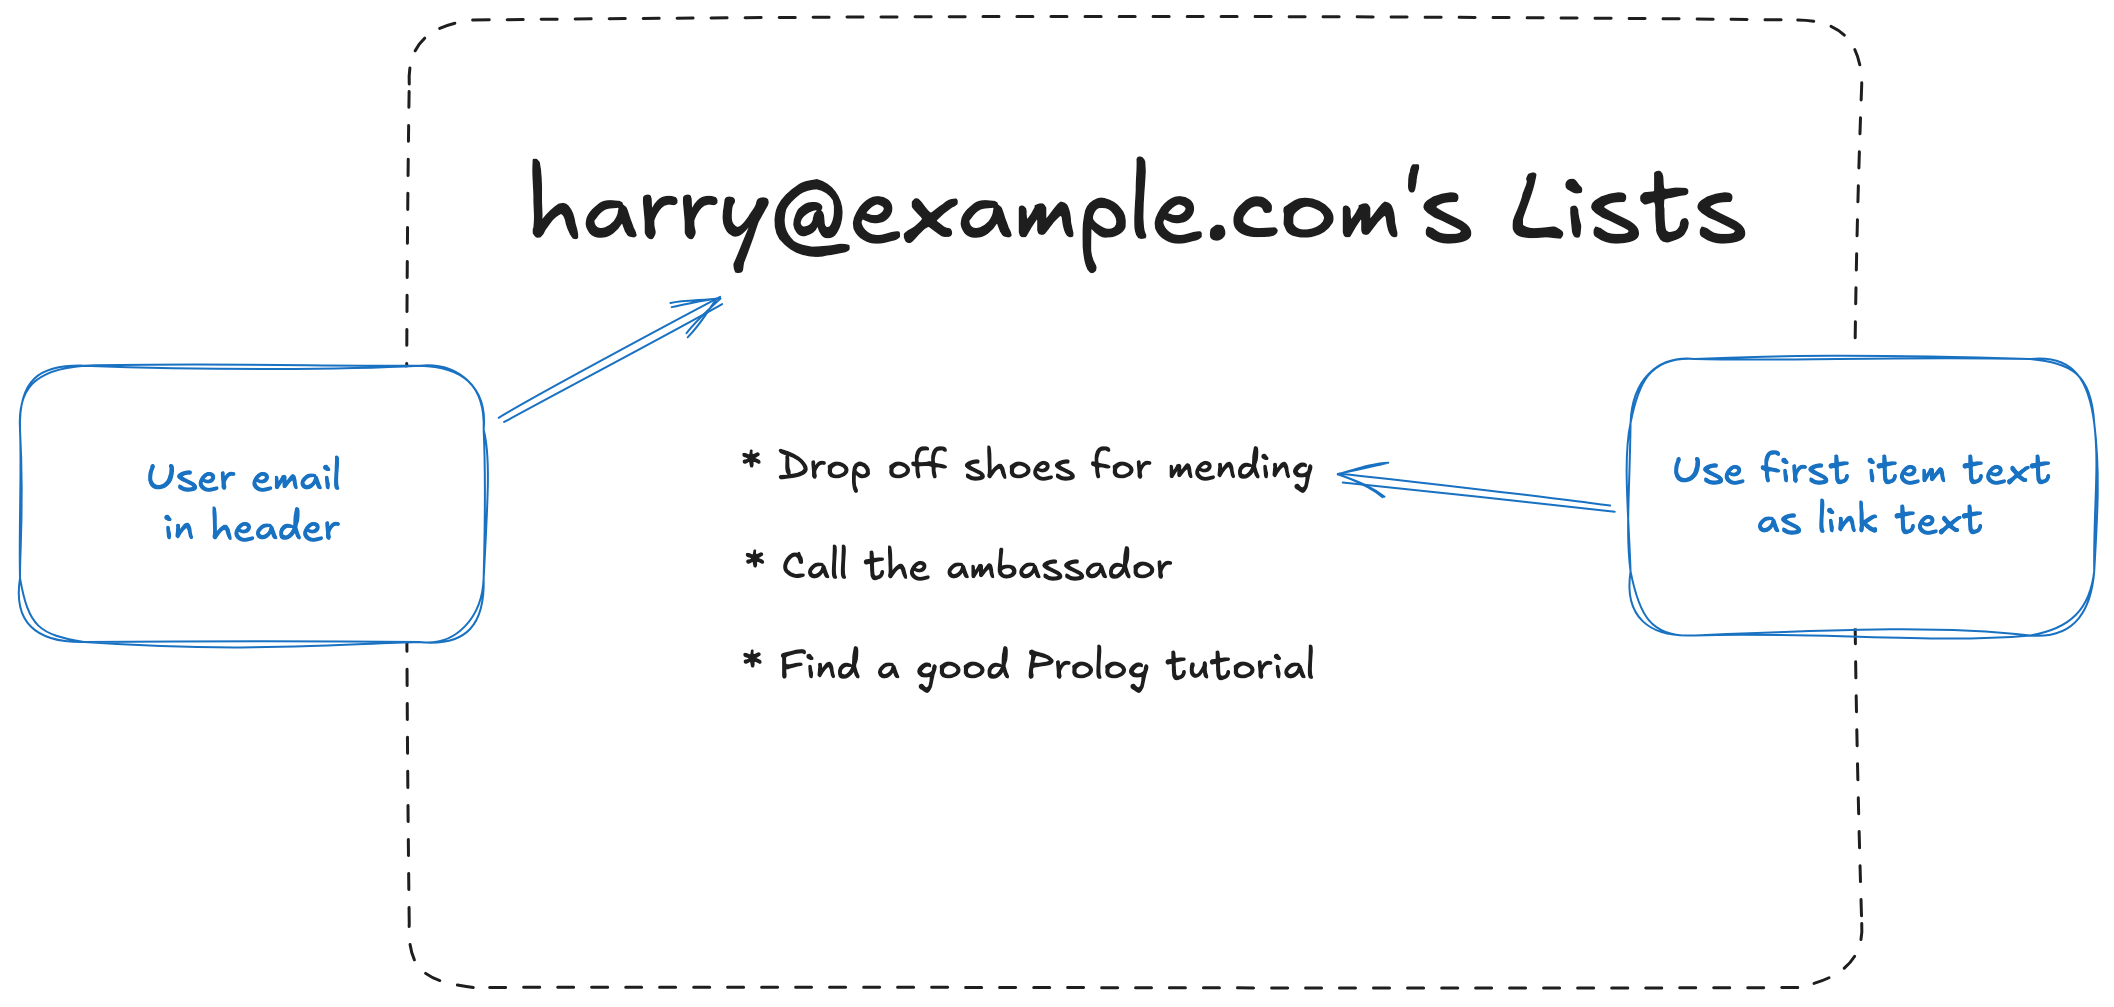 harry@example.com's Lists
User email
in header
* Drop off shoes for mending
* Call the ambassador
* Find a good Prolog tutorial
Use first item text
as link text